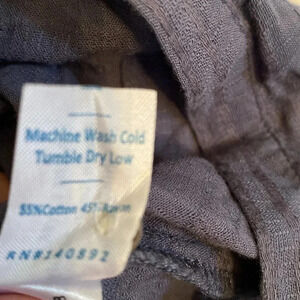 Machine Wash Cold
Tumble Dry Low
55%Cotton 45%Rayon
RN#140892